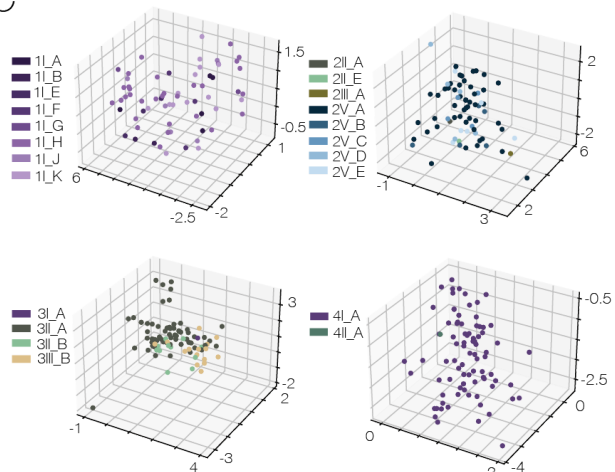 1I_A
1I_B
1I_E
1I_F
1I_G
1I_H
1I_J
1I_K
1.5
-0.5
1
6
-2.5
-2
2II_A
2II_E
2III_A
2V_A
2V_B
2V_C
2V_D
2V_E
2
-2
6
-1
3
2
3I_A
3II_A
3II_B
3III_B
3
-2
2
-1
4
-3
4I_A
4II_A
-0.5
-2.5
0
0
-4